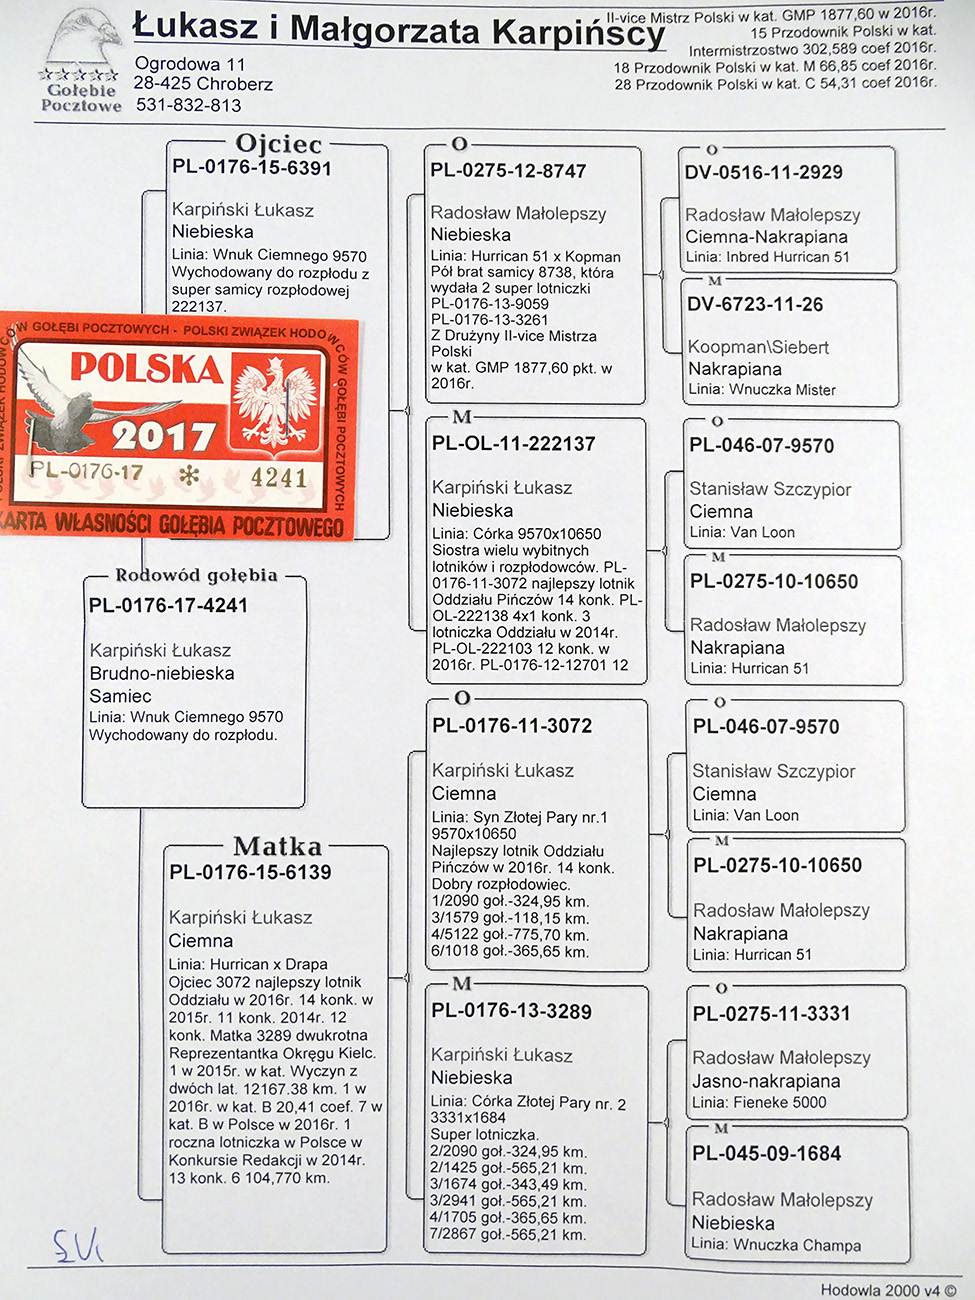 Łukasz i Małgorzata Karpińscy
Ogrodowa 11
28-425 Chroberz
531-832-813
Gołębie
Pocztowe
II-vice Mistrz Polski w kat. GMP 1877,60 w 2016r.
15 Przodownik Polski w kat.
Intermistrzostwo 302,589 coef 2016r.
18 Przodownik Polski w kat. M 66,85 coef 2016r.
28 Przodownik Polski w kat. C 54,31 coef 2016r.
Ojciec
PL-0176-15-6391
Karpiński Łukasz
Niebieska
Linia: Wnuk Ciemnego 9570
Wychodowany do rozpłodu z
super samicy rozpłodowej
222137.
GOŁĘBI POCZTOWYCH - POLSKI ZWIĄZEK HODOWCÓW GOŁĘBI POCZTOWYCH
POLSKA
2017
PL-0176-17 * 4241
KARTA WŁASNOŚCI GOŁĘBIA POCZTOWEGO
Rodowód gołębia
PL-0176-17-4241
Karpiński Łukasz
Brudno-niebieska
Samiec
Linia: Wnuk Ciemnego 9570
Wychodowany do rozpłodu.
Matka
PL-0176-15-6139
Karpiński Łukasz
Ciemna
Linia: Hurrican x Drapa
Ojciec 3072 najlepszy lotnik
Oddziału w 2016r. 14 konk. w
2015r. 11 konk. 2014r. 12
konk. Matka 3289 dwukrotna
Reprezentantka Okręgu Kielc.
1 w 2015r. w kat. Wyczyn z
dwóch lat. 12167.38 km. 1 w
2016r. w kat. B 20,41 coef. 7 w
kat. B w Polsce w 2016r. 1
roczna lotniczka w Polsce w
Konkursie Redakcji w 2014r.
13 konk. 6 104,770 km.
O
PL-0275-12-8747
Radosław Małolepszy
Niebieska
Linia: Hurrican 51 x Kopman
Pół brat samicy 8738, która
wydała 2 super lotniczki
PL-0176-13-9059
PL-0176-13-3261
Z Drużyny II-vice Mistrza
Polski
w kat. GMP 1877,60 pkt. w
2016r.
M
PL-OL-11-222137
Karpiński Łukasz
Niebieska
Linia: Córka 9570x10650
Siostra wielu wybitnych
lotników i rozpłodowców. PL-
0176-11-3072 najlepszy lotnik
Oddziału Pińczów 14 konk. PL-
OL-222138 4x1 konk. 3
lotniczka Oddziału w 2014r.
PL-OL-222103 12 konk. w
2016r. PL-0176-12-12701 12
O
PL-0176-11-3072
Karpiński Łukasz
Ciemna
Linia: Syn Złotej Pary nr.1
9570x10650
Najlepszy lotnik Oddziału
Pińczów w 2016r. 14 konk.
Dobry rozpłodowiec.
1/2090 goł.-324,95 km.
3/1579 goł.-118,15 km.
4/5122 goł.-775,70 km.
6/1018 goł.-365,65 km.
M
PL-0176-13-3289
Karpiński Łukasz
Niebieska
Linia: Córka Złotej Pary nr. 2
3331x1684
Super lotniczka.
2/2090 goł.-324,95 km.
2/1425 goł.-565,21 km.
3/1674 goł.-343,49 km.
3/2941 goł.-565,21 km.
4/1705 goł.-365,65 km.
7/2867 goł.-565,21 km.
O
DV-0516-11-2929
Radosław Małolepszy
Ciemna-Nakrapiana
Linia: Inbred Hurrican 51
M
DV-6723-11-26
Koopman\Siebert
Nakrapiana
Linia: Wnuczka Mister
O
PL-046-07-9570
Stanisław Szczypior
Ciemna
Linia: Van Loon
M
PL-0275-10-10650
Radosław Małolepszy
Nakrapiana
Linia: Hurrican 51
O
PL-046-07-9570
Stanisław Szczypior
Ciemna
Linia: Van Loon
M
PL-0275-10-10650
Radosław Małolepszy
Nakrapiana
Linia: Hurrican 51
O
PL-0275-11-3331
Radosław Małolepszy
Jasno-nakrapiana
Linia: Fieneke 5000
M
PL-045-09-1684
Radosław Małolepszy
Niebieska
Linia: Wnuczka Champa
Hodowla 2000 v4 ©